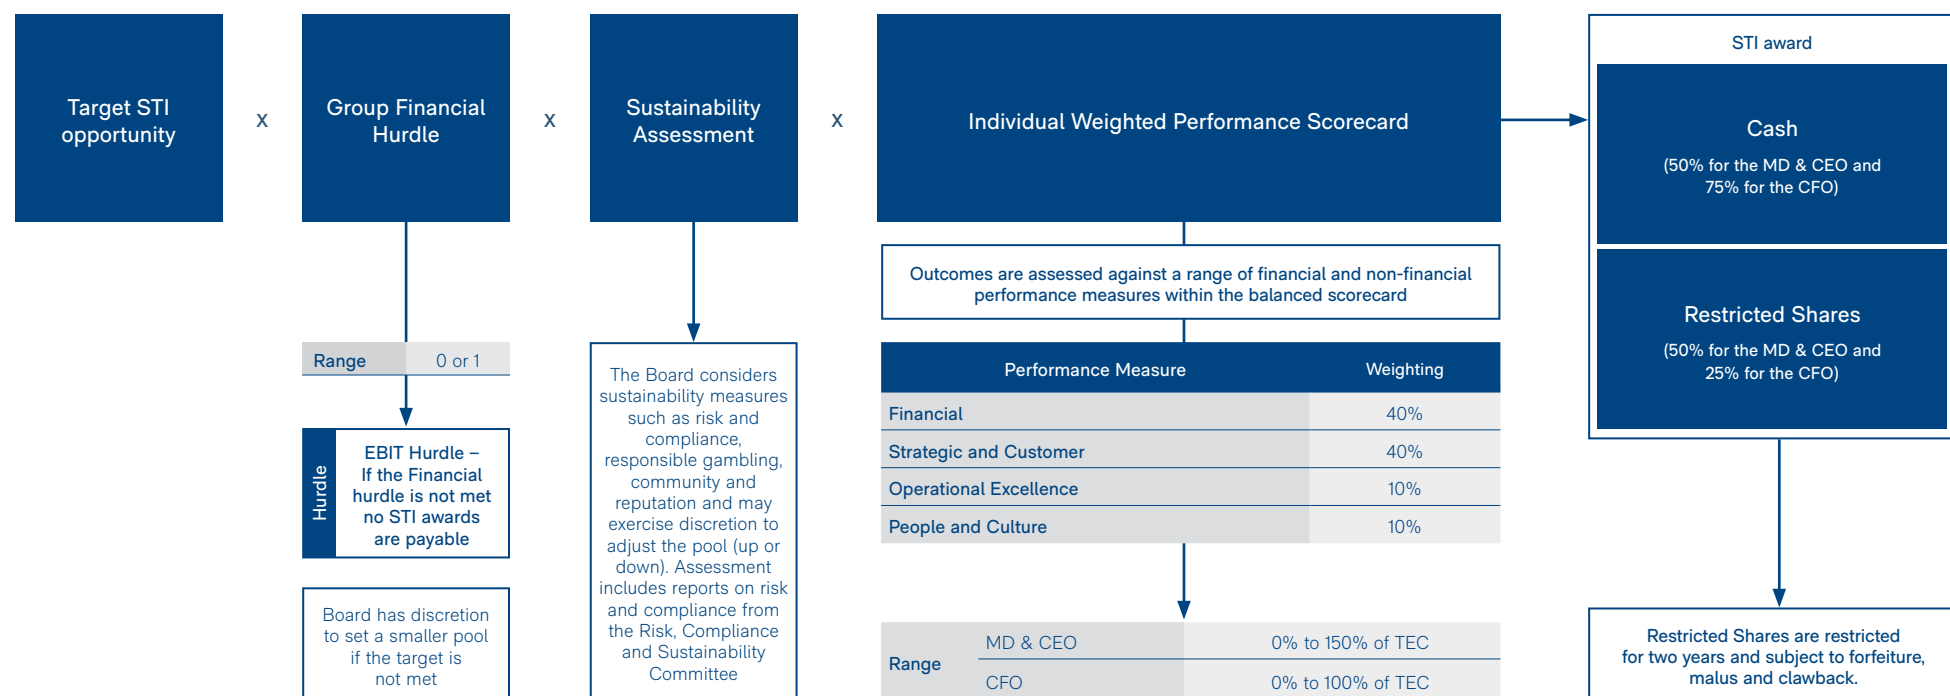 Target STI
opportunity
x
Group Financial
Hurdle
x
Sustainability
Assessment
x
Individual Weighted Performance Scorecard
STI award
Cash
(50% for the MD & CEO and
75% for the CFO)
Restricted Shares
(50% for the MD & CEO and
25% for the CFO)
Range 0 or 1
Hurdle
EBIT Hurdle –
If the Financial
hurdle is not met
no STI awards
are payable
Board has discretion
to set a smaller pool
if the target is
not met
The Board considers
sustainability measures
such as risk and
compliance,
responsible gambling,
community and
reputation and may
exercise discretion to
adjust the pool (up or
down). Assessment
includes reports on risk
and compliance from
the Risk, Compliance
and Sustainability
Committee
Outcomes are assessed against a range of financial and non-financial
performance measures within the balanced scorecard
Performance Measure Weighting
Financial 40%
Strategic and Customer 40%
Operational Excellence 10%
People and Culture 10%
Range
MD & CEO 0% to 150% of TEC
CFO 0% to 100% of TEC
Restricted Shares are restricted
for two years and subject to forfeiture,
malus and clawback.